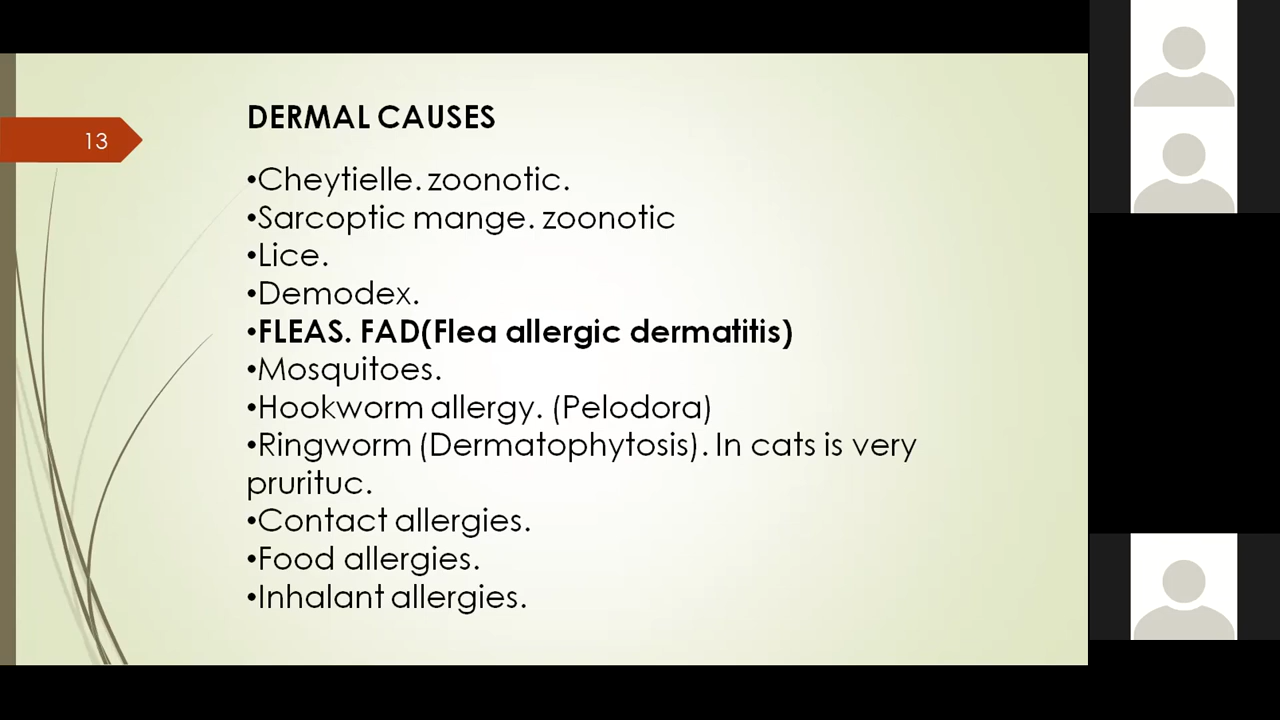 DERMAL CAUSES
13
•Cheytielle. zoonotic.
•Sarcoptic mange. zoonotic
•Lice.
•Demodex.
•FLEAS. FAD(Flea allergic dermatitis)
•Mosquitoes.
•Hookworm allergy. (Pelodora)
•Ringworm (Dermatophytosis). In cats is very
prirituc.
•Contact allergies.
•Food allergies.
•Inhalant allergies.